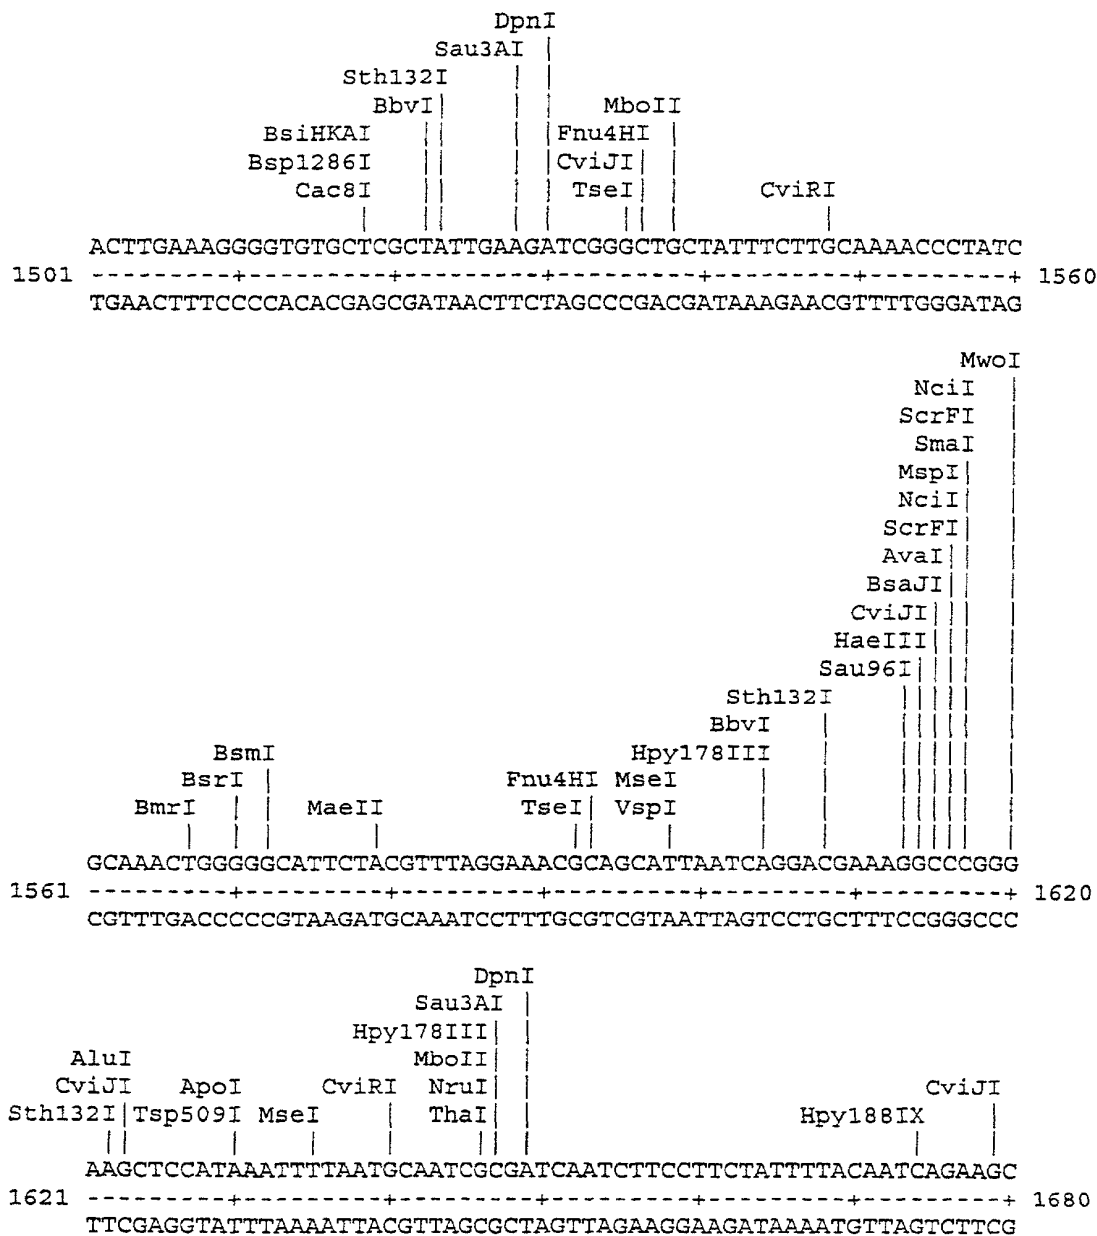 DpnI
Sau3AI
Sth132I
BbvI MboII
BsiHKAI Fnu4HI
Bsp1286I CviJI
Cac8I TseI CviRI
ACTTGAAAGGGGTGTGCTCGCTATTGAAGATCGGGCTGCTATTTCTTGCAAAACCCTATC
1501 ---------+---------+---------+---------+---------+---------+ 1560
TGAACTTTCCCCACACGAGCGATAACTTCTAGCCCGACGATAAAGAACGTTTTGGGATAG
MwoI
NciI
ScrFI
SmaI
MspI
NciI
ScrFI
AvaI
BsaJI
CviJI
HaeIII
Sau96I
Sth132I
BbvI
BsmI Hpy178III
BsrI Fnu4HI MseI
BmrI MaeII TseI VspI
GCAAACTGGGGGGCATTCTACGTTTAGGAAACGCAGCATTAATCAGGACGAAAGGCCCGGG
1561 ---------+---------+---------+---------+---------+---------+ 1620
CGTTTGACCCCCCGTAAGATGCAAATCCTTTGCGTCGTAATTAGTCCTGCTTTCCGGGCCC
DpnI
Sau3AI
Hpy178III
AluI MboII
CviJI ApoI CviRI NruI CviJI
Sth132I Tsp509I MseI ThaI Hpy188IX
AAGCTCCATAAATTTTAATGCAATCGCGATCAATCTTCCTTCTATTTTACAATCAGAAGC
1621 ---------+---------+---------+---------+---------+---------+ 1680
TTCGAGGTATTTAAAATTACGTTAGCGCTAGTTAGAAGGAAGATAAAATGTTAGTCTTCG